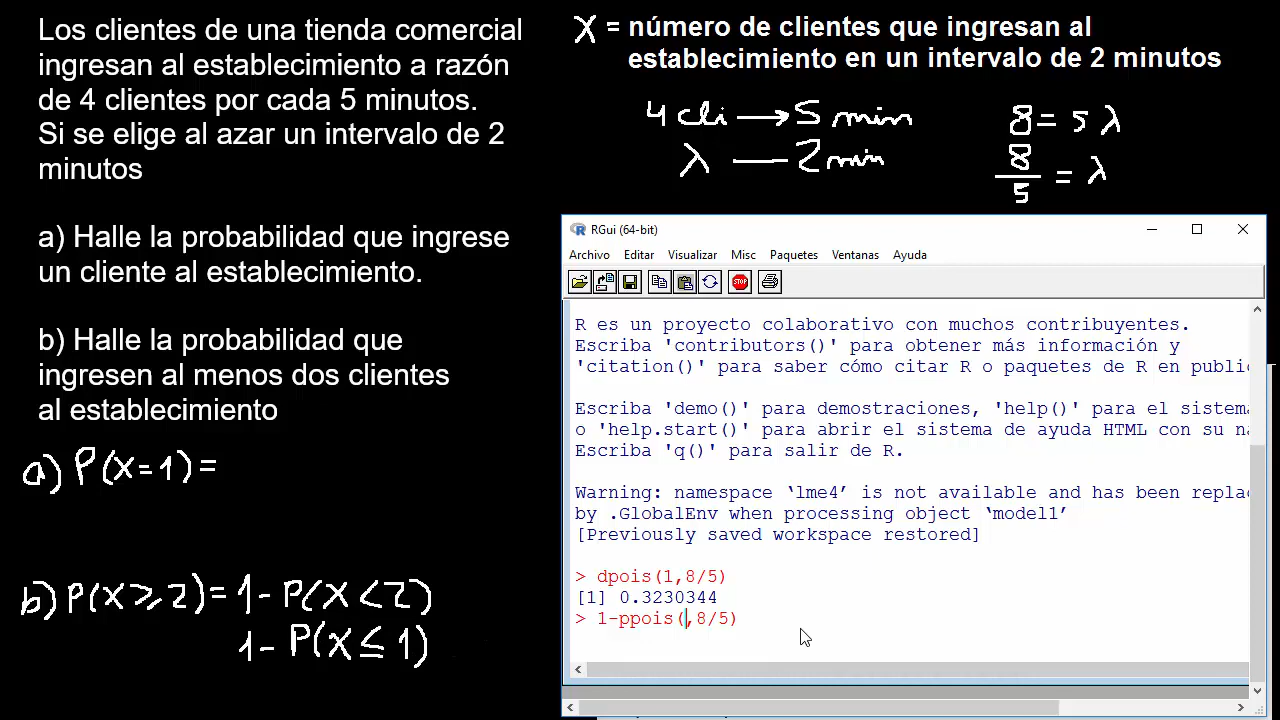 Los clientes de una tienda comercial
ingresan al establecimiento a razón
de 4 clientes por cada 5 minutos.
Si se elige al azar un intervalo de 2
minutos
a) Halle la probabilidad que ingrese
un cliente al establecimiento.
b) Halle la probabilidad que
ingresen al menos dos clientes
al establecimiento
a) P(X=1)=
b) P(X≥2)= 1-P(X<2)
1-P(X≤1)
X = número de clientes que ingresan al
establecimiento en un intervalo de 2 minutos
4 cli → 5 min
λ — 2 min
8 = 5 λ
8/5 = λ
RGui (64-bit)
Archivo Editar Visualizar Misc Paquetes Ventanas Ayuda
STOP
R es un proyecto colaborativo con muchos contribuyentes.
Escriba 'contributors()' para obtener más información y
'citation()' para saber cómo citar R o paquetes de R en public
Escriba 'demo()' para demostraciones, 'help()' para el sistema
o 'help.start()' para abrir el sistema de ayuda HTML con su na
Escriba 'q()' para salir de R.
Warning: namespace ‘lme4’ is not available and has been replac
by .GlobalEnv when processing object ‘model1’
[Previously saved workspace restored]
> dpois(1,8/5)
[1] 0.3230344
> 1-ppois(,8/5)